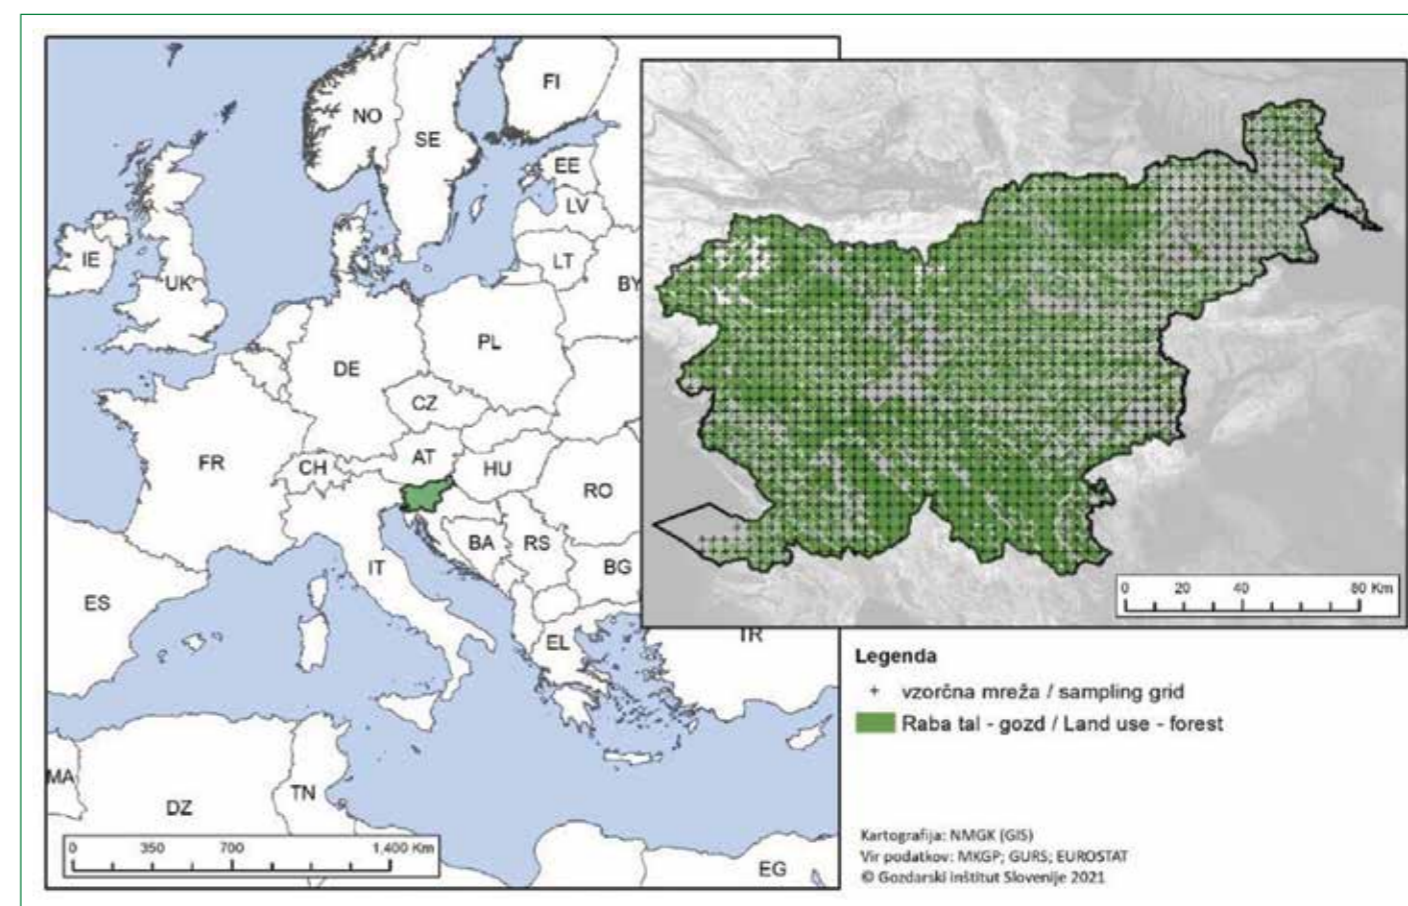 FI
NO
SE
EE
LV
IE
LT
UK
BY
PL
DE
CZ
FR
AT
CH
HU
RO
BA
RS
BG
IT
ES
EL
TR
MA
TN
DZ
EG
0 350 700 1,400 Km
0 20 40 80 Km
Legenda
+ vzorčna mreža / sampling grid
Raba tal - gozd / Land use - forest
Kartografija: NMGK (GIS)
Vir podatkov: MKGP; GURS; EUROSTAT
© Gozdarski inštitut Slovenije 2021